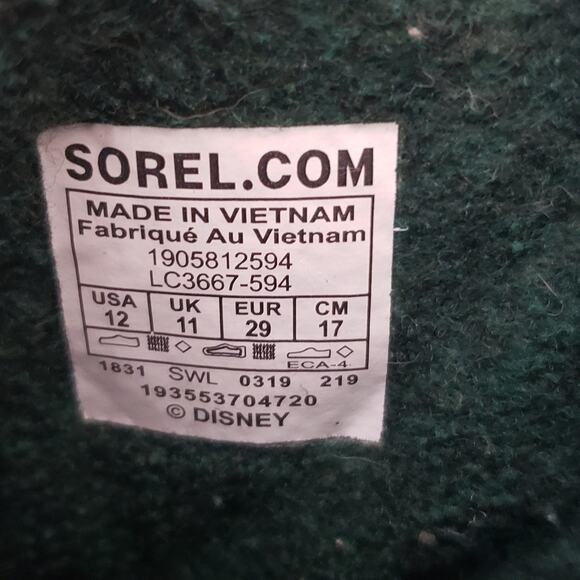 SOREL.COM
MADE IN VIETNAM
Fabriqué Au Vietnam
1905812594
LC3667-594
USA UK EUR CM
12 11 29 17
ECA-4
1831 SWL 0319 219
193553704720
© DISNEY